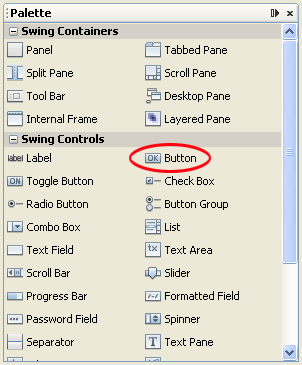 Palette
Swing Containers
Panel Tabbed Pane
Split Pane Scroll Pane
Tool Bar Desktop Pane
Internal Frame Layered Pane
Swing Controls
label Label OK Button
ON Toggle Button Check Box
Radio Button Button Group
Combo Box List
Text Field tx Text Area
Scroll Bar Slider
Progress Bar Formatted Field
Password Field Spinner
Separator Text Pane